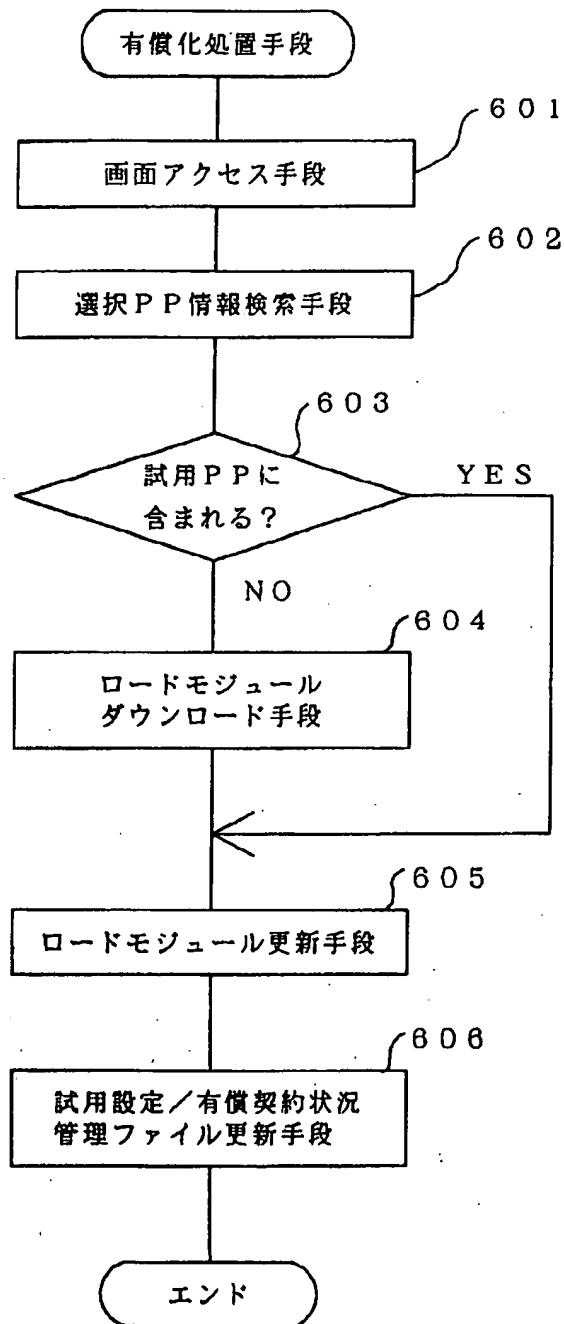 有償化処置手段
６０１
画面アクセス手段
６０２
選択ＰＰ情報検索手段
６０３
試用ＰＰに
含まれる？
ＹＥＳ
ＮＯ
６０４
ロードモジュール
ダウンロード手段
６０５
ロードモジュール更新手段
６０６
試用設定／有償契約状況
管理ファイル更新手段
エンド